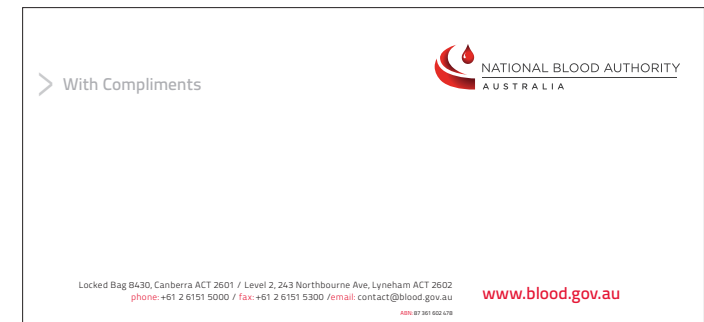 With Compliments
NATIONAL BLOOD AUTHORITY
AUSTRALIA
Locked Bag 8430, Canberra ACT 2601 / Level 2, 243 Northbourne Ave, Lyneham ACT 2602
phone: +61 2 6151 5000 / fax: +61 2 6151 5300 /email: contact@blood.gov.au
ABN: 87 361 602 478
www.blood.gov.au